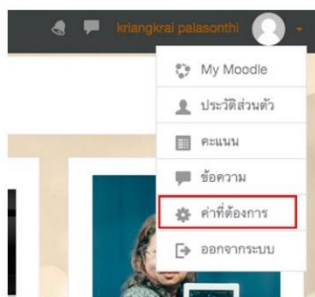 kriangkrai palasonthi
My Moodle
ประวัติส่วนตัว
คะแนน
ข้อความ
ค่าที่ต้องการ
ออกจากระบบ